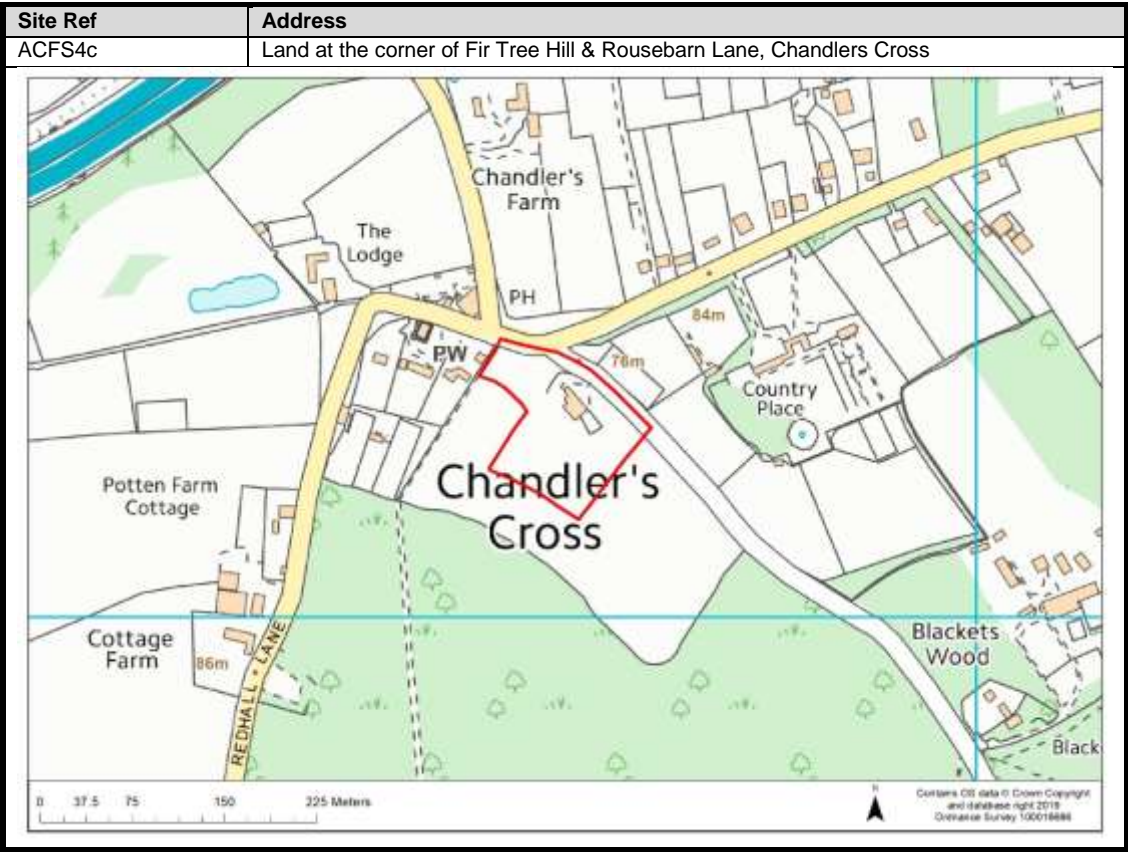 Site Ref
Address
ACFS4c
Land at the corner of Fir Tree Hill & Rousebarn Lane, Chandlers Cross
Chandler's
Farm
The
Lodge
PH
84m
PW
76m
Country
Place
Chandler's
Cross
Potten Farm
Cottage
Cottage
Farm
86m
REDHALL LANE
Blackets
Wood
Black
0 37.5 75 150 225 Meters
N
Contains OS data © Crown Copyright
and database right 2019
Ordnance Survey